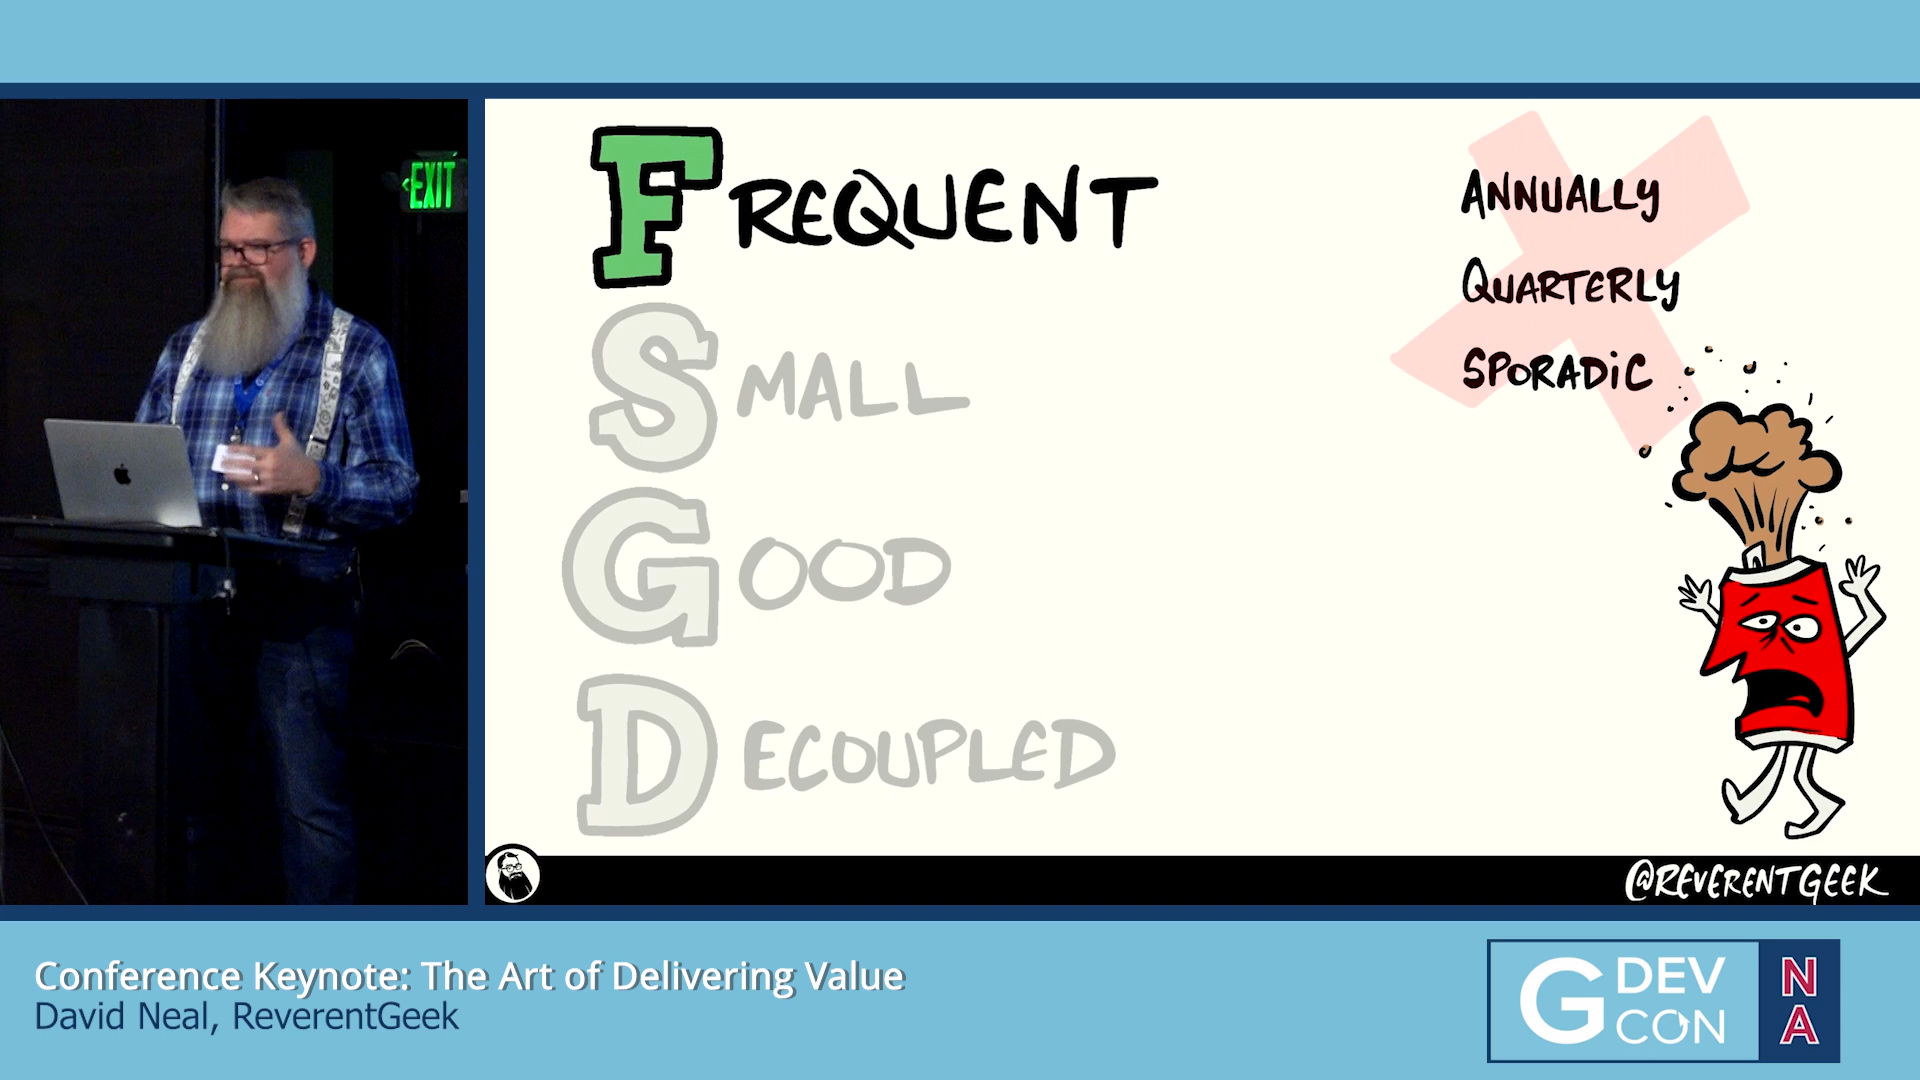 EXIT
FREQUENT
SMALL
GOOD
DECOUPLED
ANNUALLY
QUARTERLY
SPORADIC
@REVERENTGEEK
Conference Keynote: The Art of Delivering Value
David Neal, ReverentGeek
G DEV CON NA